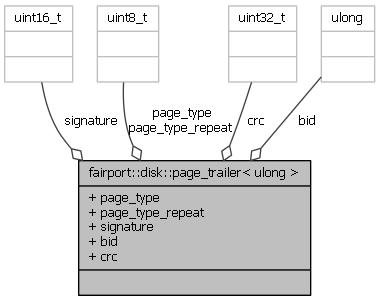 uint16_t
uint8_t
uint32_t
ulong
signature
page_type
page_type_repeat
crc
bid
fairport::disk::page_trailer< ulong >
+ page_type
+ page_type_repeat
+ signature
+ bid
+ crc